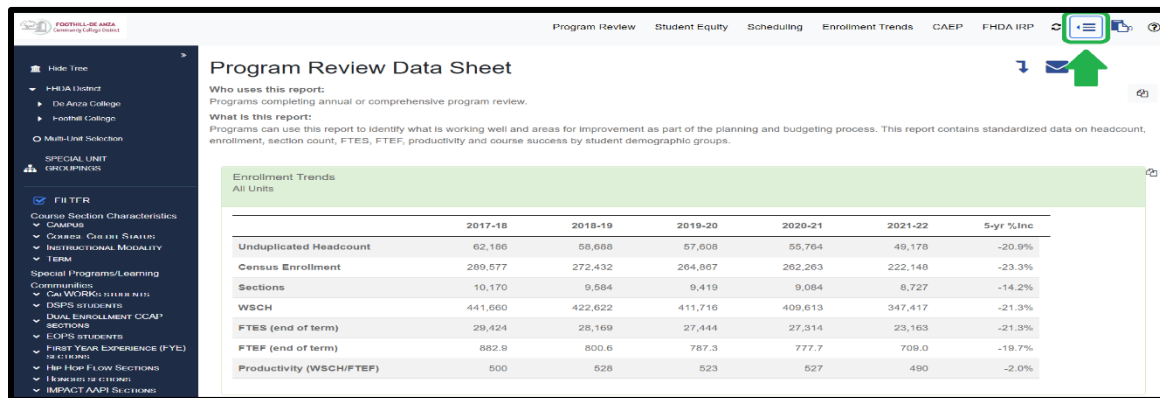 FOOTHILL-DE ANZA
Community College District
Program Review Student Equity Scheduling Enrollment Trends CAEP FHDA IRP
Hide Tree
FHDA District
De Anza College
Foothill College
Multi-Unit Selection
SPECIAL UNIT
GROUPINGS
FILTER
Course Section Characteristics
CAMPUS
COURSE CREDIT STATUS
INSTRUCTIONAL MODALITY
TERM
Special Programs/Learning
Communities
CALWORKS STUDENTS
DSPS STUDENTS
DUAL ENROLLMENT CCAP
SECTIONS
EOPS STUDENTS
FIRST YEAR EXPERIENCE (FYE)
SECTIONS
HIP HOP FLOW SECTIONS
HONORS SECTIONS
IMPACT AAPI SECTIONS
Program Review Data Sheet
Who uses this report:
Programs completing annual or comprehensive program review.
What is this report:
Programs can use this report to identify what is working well and areas for improvement as part of the planning and budgeting process. This report contains standardized data on headcount,
enrollment, section count, FTES, FTEF, productivity and course success by student demographic groups.
Enrollment Trends
All Units
2017-18 2018-19 2019-20 2020-21 2021-22 5-yr %Inc
Unduplicated Headcount 62,186 58,688 57,608 55,764 49,178 -20.9%
Census Enrollment 289,577 272,432 264,867 262,263 222,148 -23.3%
Sections 10,170 9,584 9,419 9,084 8,727 -14.2%
WSCH 441,660 422,622 411,716 409,613 347,417 -21.3%
FTES (end of term) 29,424 28,169 27,444 27,314 23,163 -21.3%
FTEF (end of term) 882.9 800.6 787.3 777.7 709.0 -19.7%
Productivity (WSCH/FTEF) 500 528 523 527 490 -2.0%